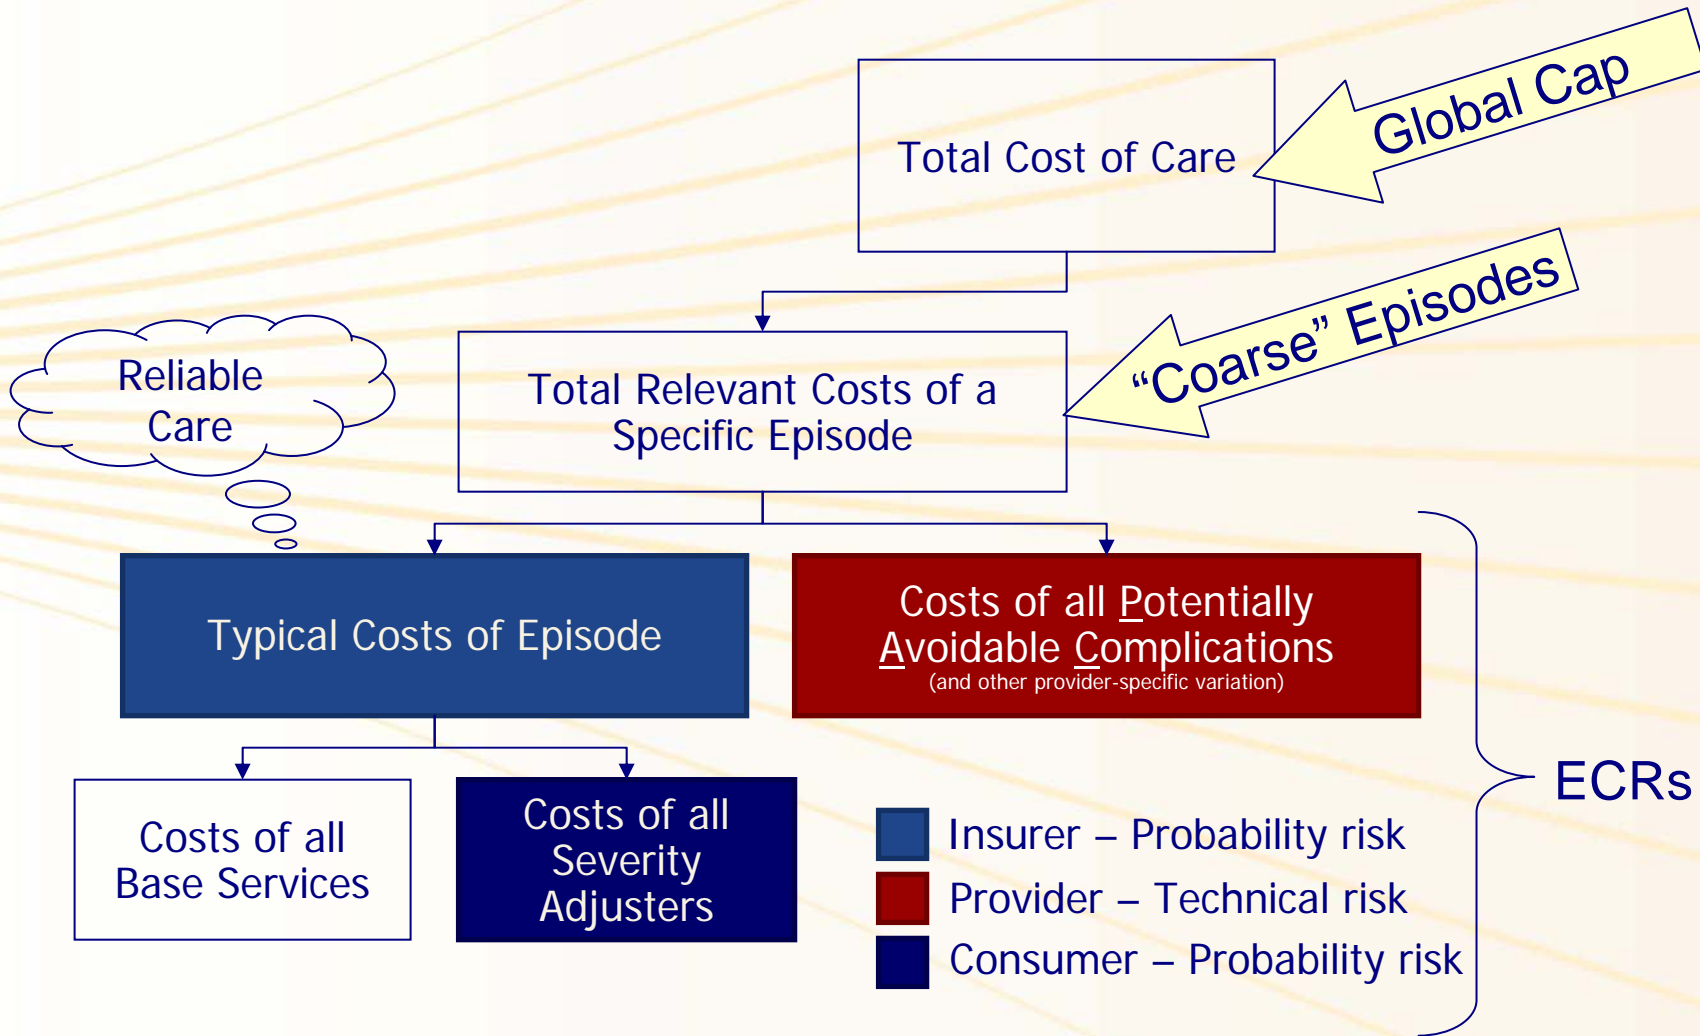 Total Cost of Care
Global Cap
Total Relevant Costs of a
Specific Episode
“Coarse” Episodes
Reliable
Care
Typical Costs of Episode
Costs of all Potentially
Avoidable Complications
(and other provider-specific variation)
Costs of all
Base Services
Costs of all
Severity
Adjusters
Insurer – Probability risk
Provider – Technical risk
Consumer – Probability risk
ECRs